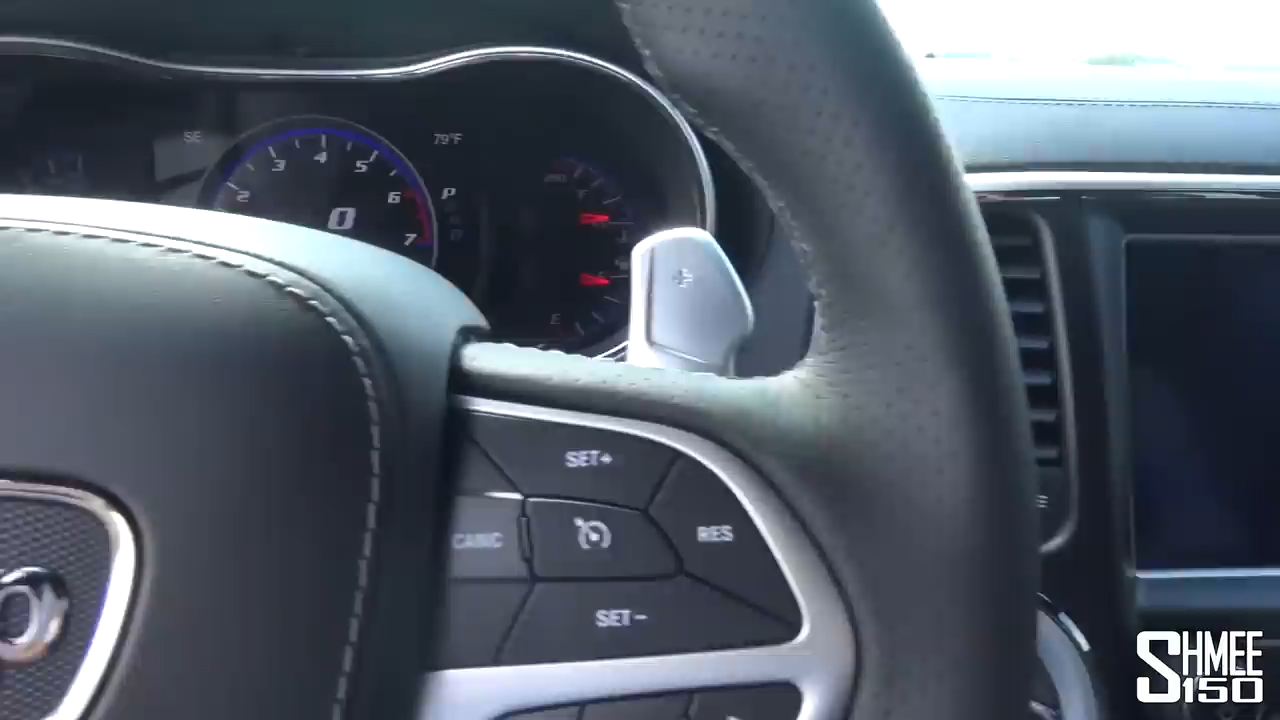 SE
79°F
2 3 4 5 6 7
0
P
F
E
+
SET+
CANC
RES
SET-
SHMEE
150